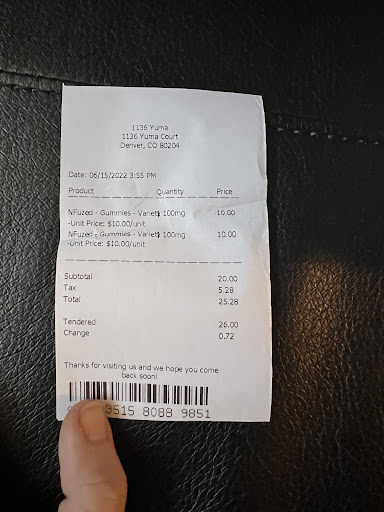 1136 Yuma
1136 Yuma Court
Denver, CO 80204
Date: 06/15/2022 3:55 PM
Product Quantity Price
NFuzed - Gummies - Variety 100mg 10.00
-Unit Price: $10.00/unit
NFuzed - Gummies - Variety 100mg 10.00
-Unit Price: $10.00/unit
Subtotal 20.00
Tax 5.28
Total 25.28
Tendered 26.00
Change 0.72
Thanks for visiting us and we hope you come
back soon!
3515 8088 9851